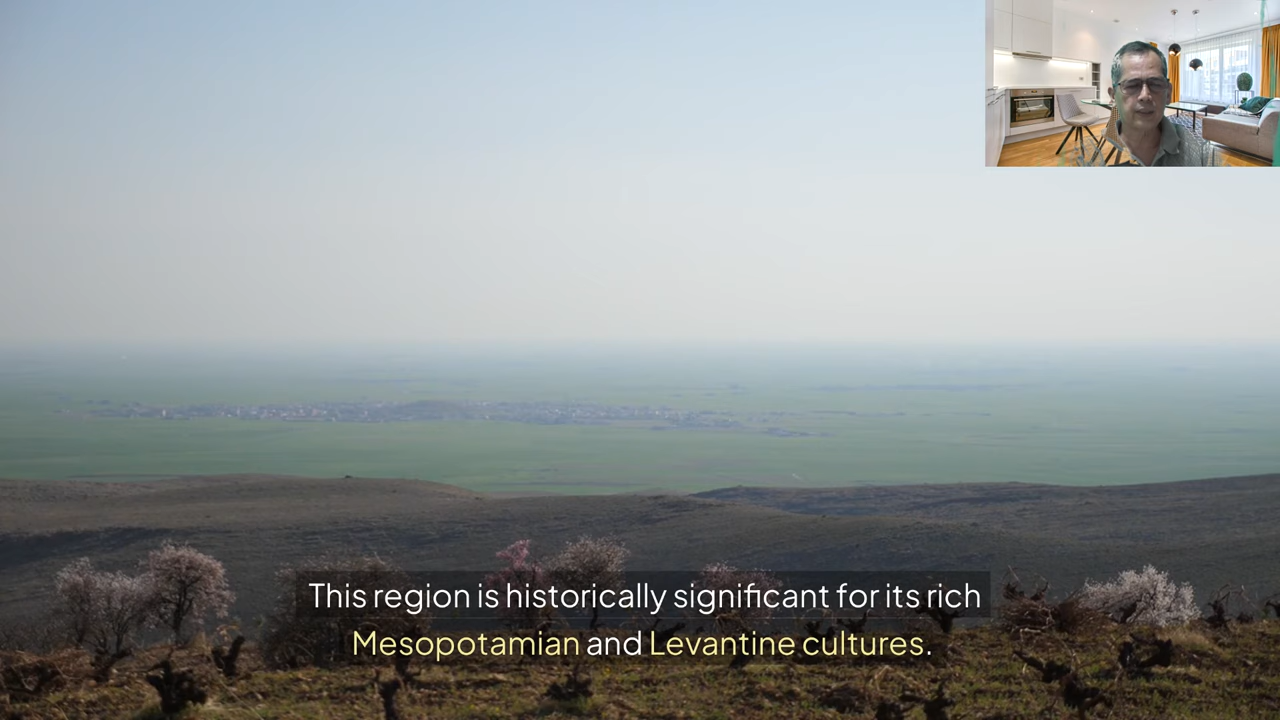 This region is historically significant for its rich
Mesopotamian and Levantine cultures.